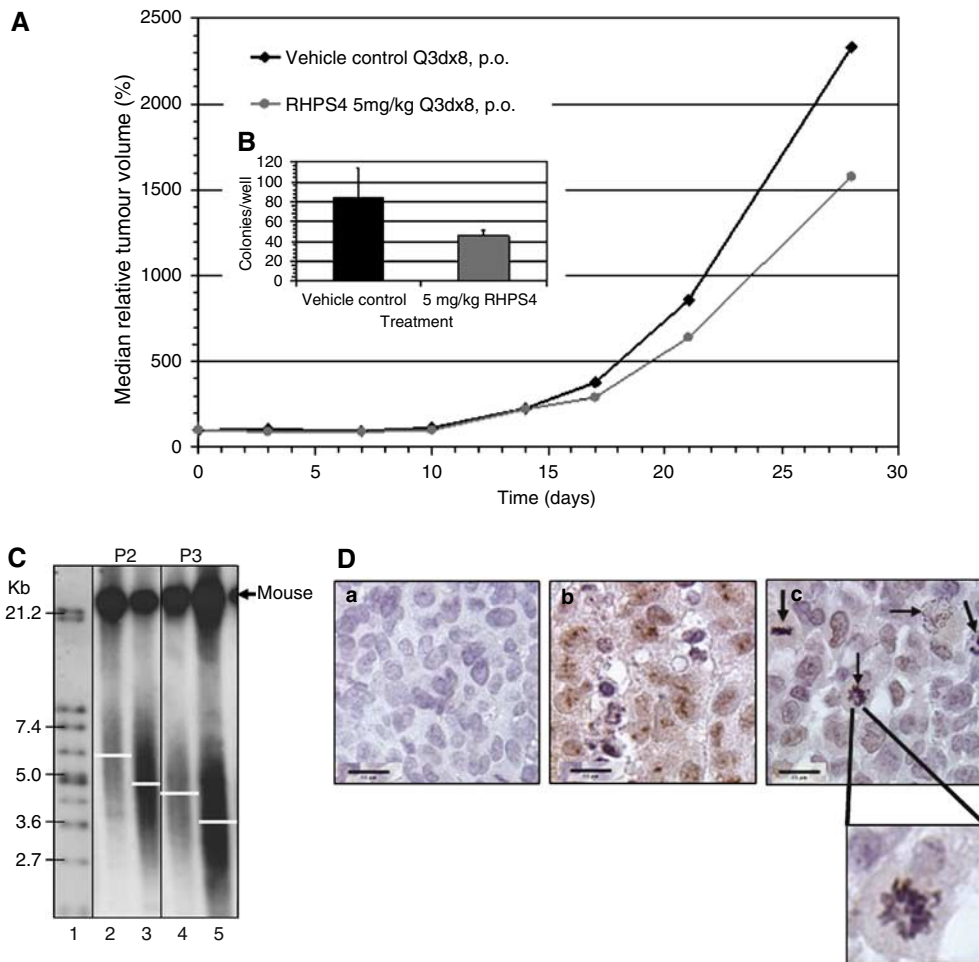 A
2500
2000
1500
1000
500
0
Median relative tumour volume (%)
Vehicle control Q3dx8, p.o.
RHPS4 5mg/kg Q3dx8, p.o.
B
120
100
80
60
40
20
0
Colonies/well
Vehicle control 5 mg/kg RHPS4
Treatment
0 5 10 15 20 25 30
Time (days)
C
P2 P3
Kb
Mouse
21.2
7.4
5.0
3.6
2.7
1 2 3 4 5
D
a
b
c